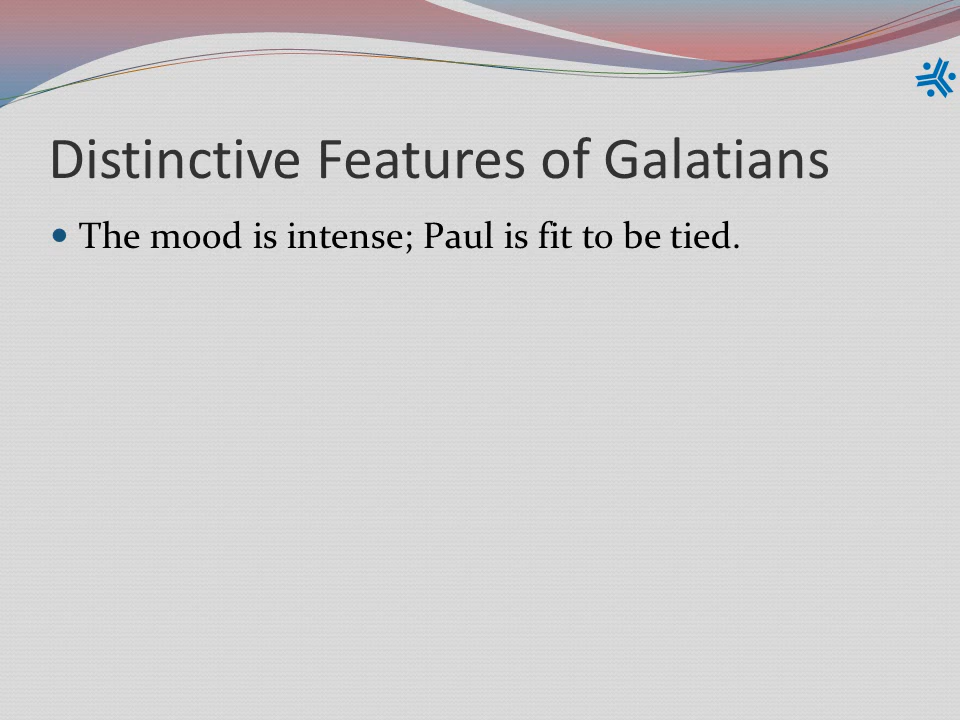 Distinctive Features of Galatians
• The mood is intense; Paul is fit to be tied.